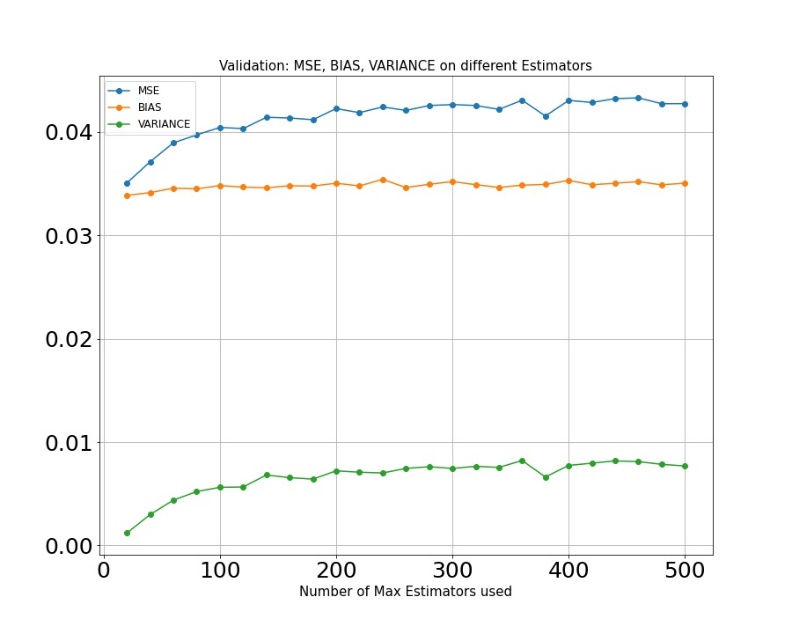 Validation: MSE, BIAS, VARIANCE on different Estimators
MSE
BIAS
VARIANCE
0.04
0.03
0.02
0.01
0.00
0 100 200 300 400 500
Number of Max Estimators used